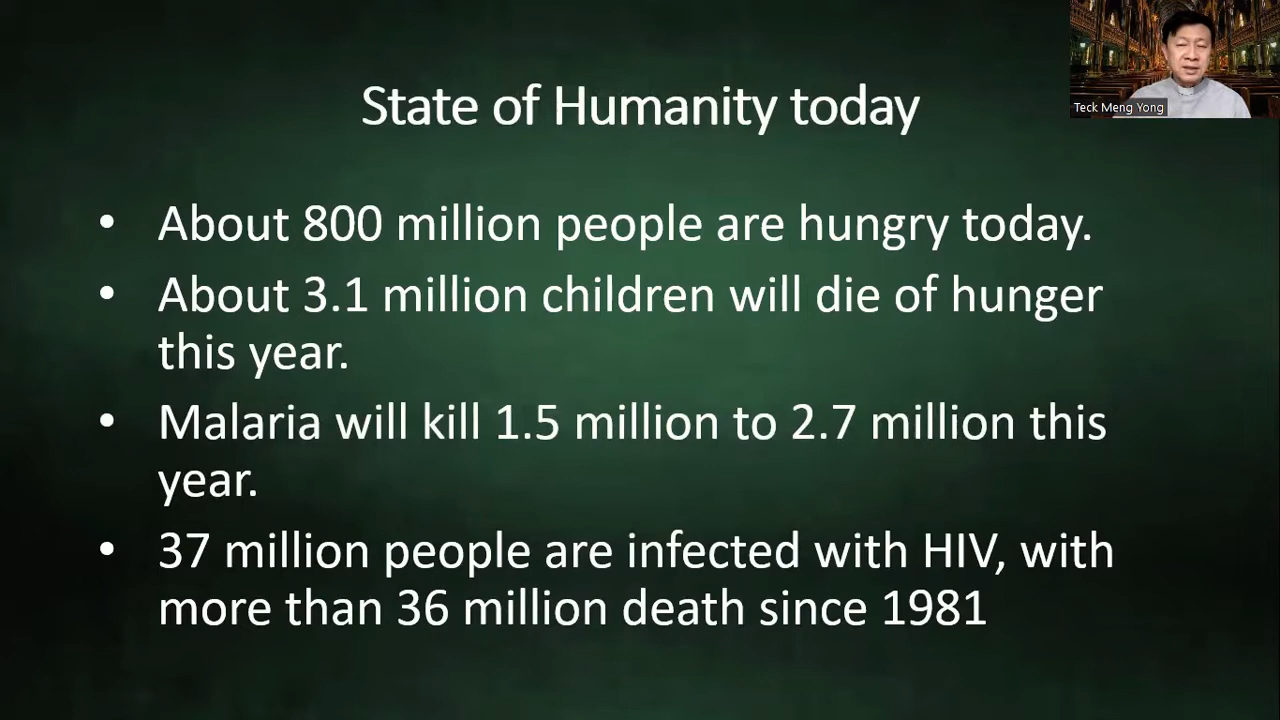 Teck Meng Yong
State of Humanity today
• About 800 million people are hungry today.
• About 3.1 million children will die of hunger
this year.
• Malaria will kill 1.5 million to 2.7 million this
year.
• 37 million people are infected with HIV, with
more than 36 million death since 1981